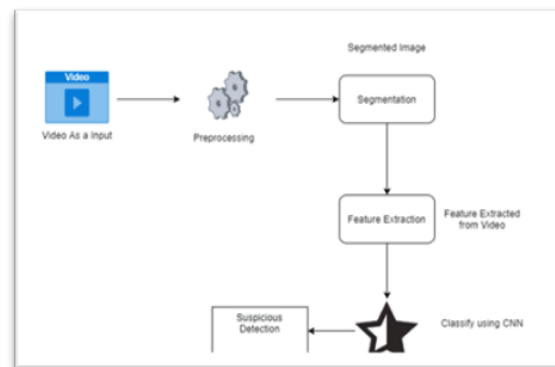 Segmented Image
Video
Segmentation
Video As a Input
Preprocessing
Feature Extraction
Feature Extracted
from Video
Suspicious
Detection
Classify using CNN